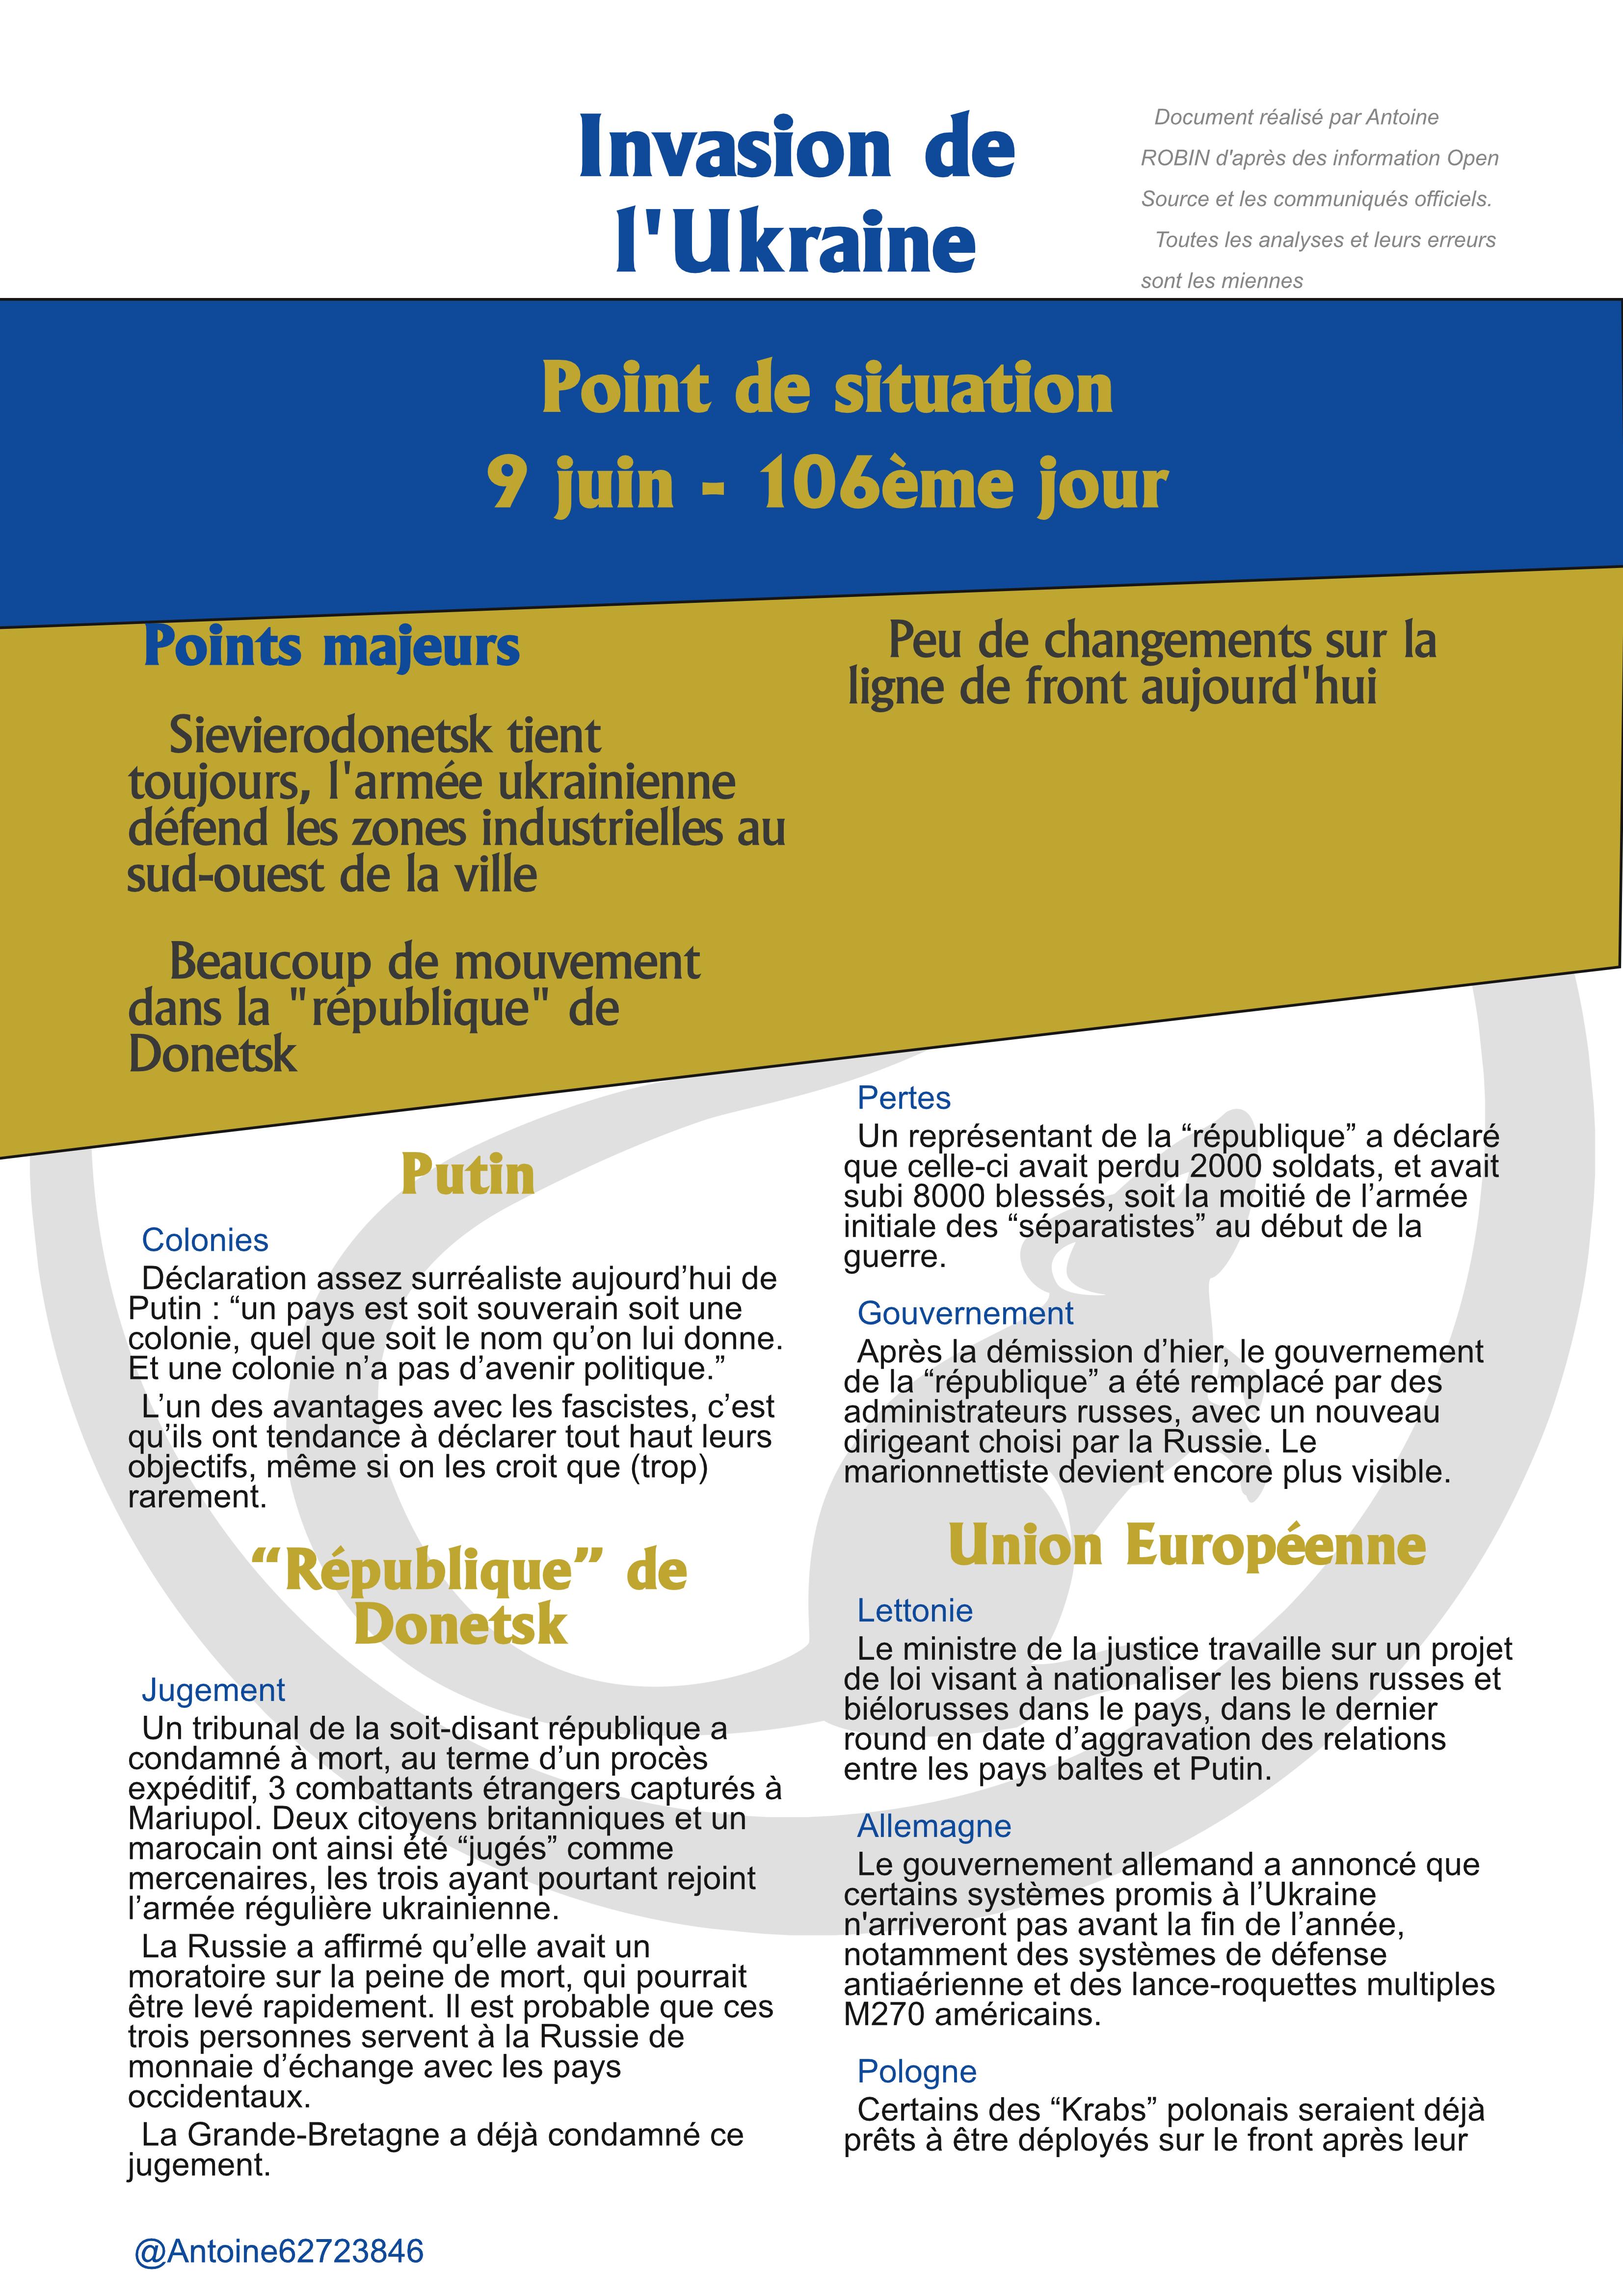 Invasion de
l'Ukraine
Document réalisé par Antoine
ROBIN d'après des information Open
Source et les communiqués officiels.
Toutes les analyses et leurs erreurs
sont les miennes
Point de situation
9 juin - 106ème jour
Points majeurs
Sievierodonetsk tient
toujours, l'armée ukrainienne
défend les zones industrielles au
sud-ouest de la ville
Beaucoup de mouvement
dans la "république" de
Donetsk
Peu de changements sur la
ligne de front aujourd'hui
Putin
Colonies
Déclaration assez surréaliste aujourd’hui de
Putin : “un pays est soit souverain soit une
colonie, quel que soit le nom qu’on lui donne.
Et une colonie n’a pas d’avenir politique.”
L’un des avantages avec les fascistes, c’est
qu’ils ont tendance à déclarer tout haut leurs
objectifs, même si on les croit que (trop)
rarement.
“République” de
Donetsk
Jugement
Un tribunal de la soit-disant république a
condamné à mort, au terme d’un procès
expéditif, 3 combattants étrangers capturés à
Mariupol. Deux citoyens britanniques et un
marocain ont ainsi été “jugés” comme
mercenaires, les trois ayant pourtant rejoint
l’armée régulière ukrainienne.
La Russie a affirmé qu’elle avait un
moratoire sur la peine de mort, qui pourrait
être levé rapidement. Il est probable que ces
trois personnes servent à la Russie de
monnaie d’échange avec les pays
occidentaux.
La Grande-Bretagne a déjà condamné ce
jugement.
Pertes
Un représentant de la “république” a déclaré
que celle-ci avait perdu 2000 soldats, et avait
subi 8000 blessés, soit la moitié de l’armée
initiale des “séparatistes” au début de la
guerre.
Gouvernement
Après la démission d’hier, le gouvernement
de la “république” a été remplacé par des
administrateurs russes, avec un nouveau
dirigeant choisi par la Russie. Le
marionnettiste devient encore plus visible.
Union Européenne
Lettonie
Le ministre de la justice travaille sur un projet
de loi visant à nationaliser les biens russes et
biélorusses dans le pays, dans le dernier
round en date d’aggravation des relations
entre les pays baltes et Putin.
Allemagne
Le gouvernement allemand a annoncé que
certains systèmes promis à l’Ukraine
n'arriveront pas avant la fin de l’année,
notamment des systèmes de défense
antiaérienne et des lance-roquettes multiples
M270 américains.
Pologne
Certains des “Krabs” polonais seraient déjà
prêts à être déployés sur le front après leur
@Antoine62723846